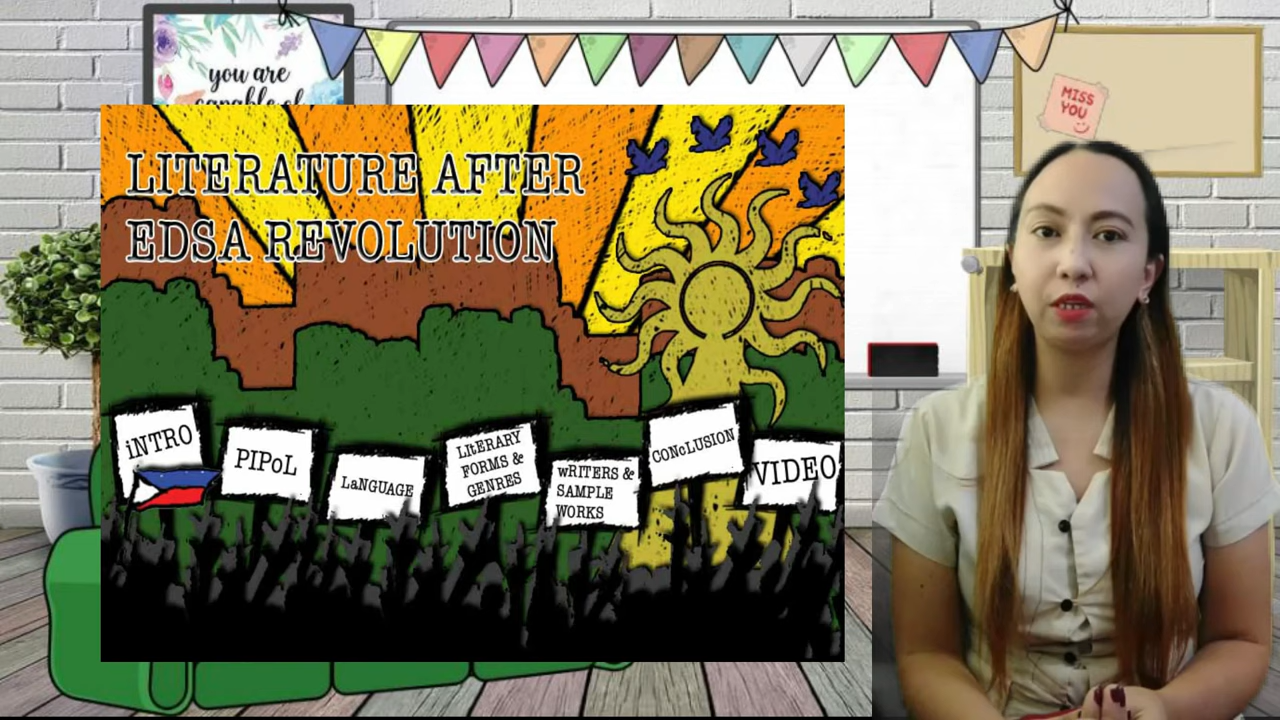 you are
capable of
MISS
YOU
LITERATURE AFTER
EDSA REVOLUTION
iNTRO
PIPoL
LaNGUAGE
LItERARY
FORMS &
GENRES
wRITERS &
SAMPLE
WORKS
CONcLUSION
VIDEO